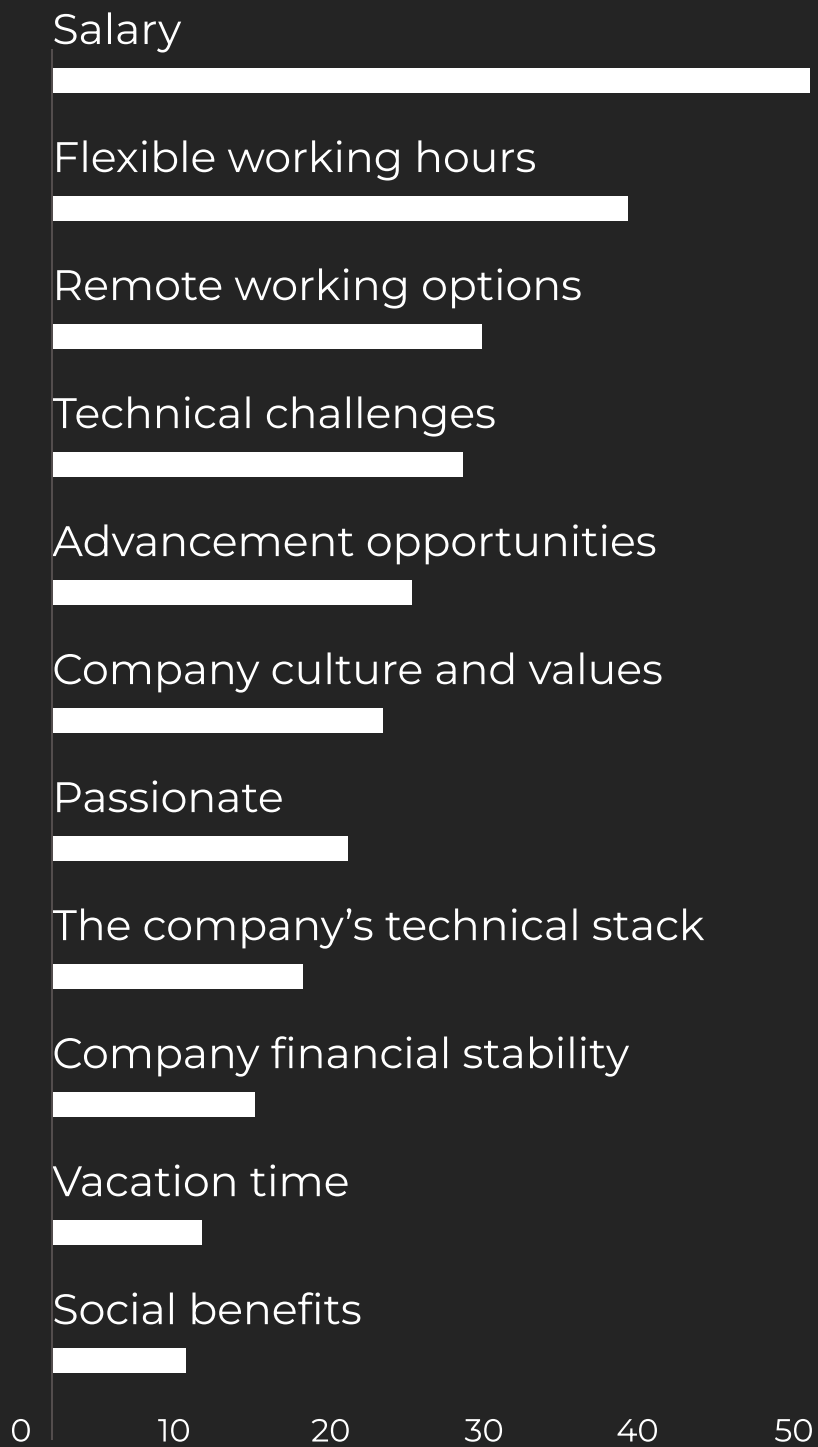 Salary
Flexible working hours
Remote working options
Technical challenges
Advancement opportunities
Company culture and values
Passionate
The company’s technical stack
Company financial stability
Vacation time
Social benefits
0 10 20 30 40 50